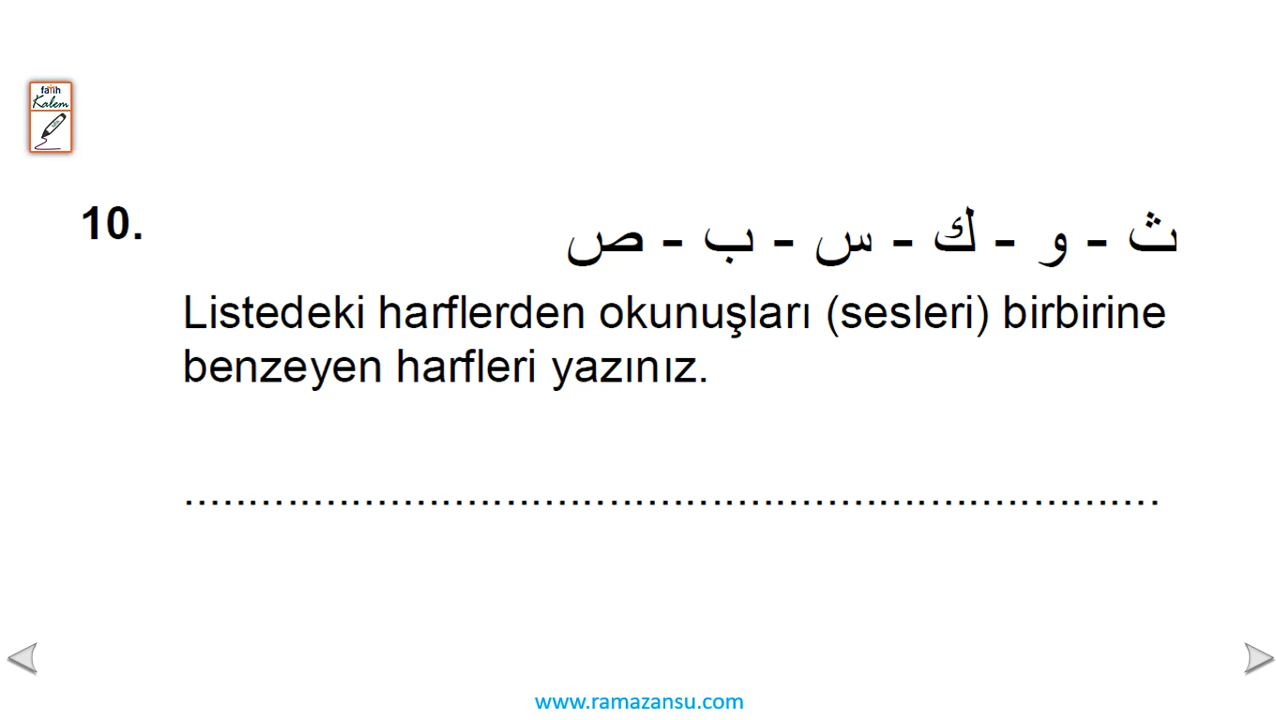 fatih
Kalem
10.
ث - و - ك - س - ب - ص
Listedeki harflerden okunuşları (sesleri) birbirine
benzeyen harfleri yazınız.
...........................................................................
www.ramazansu.com